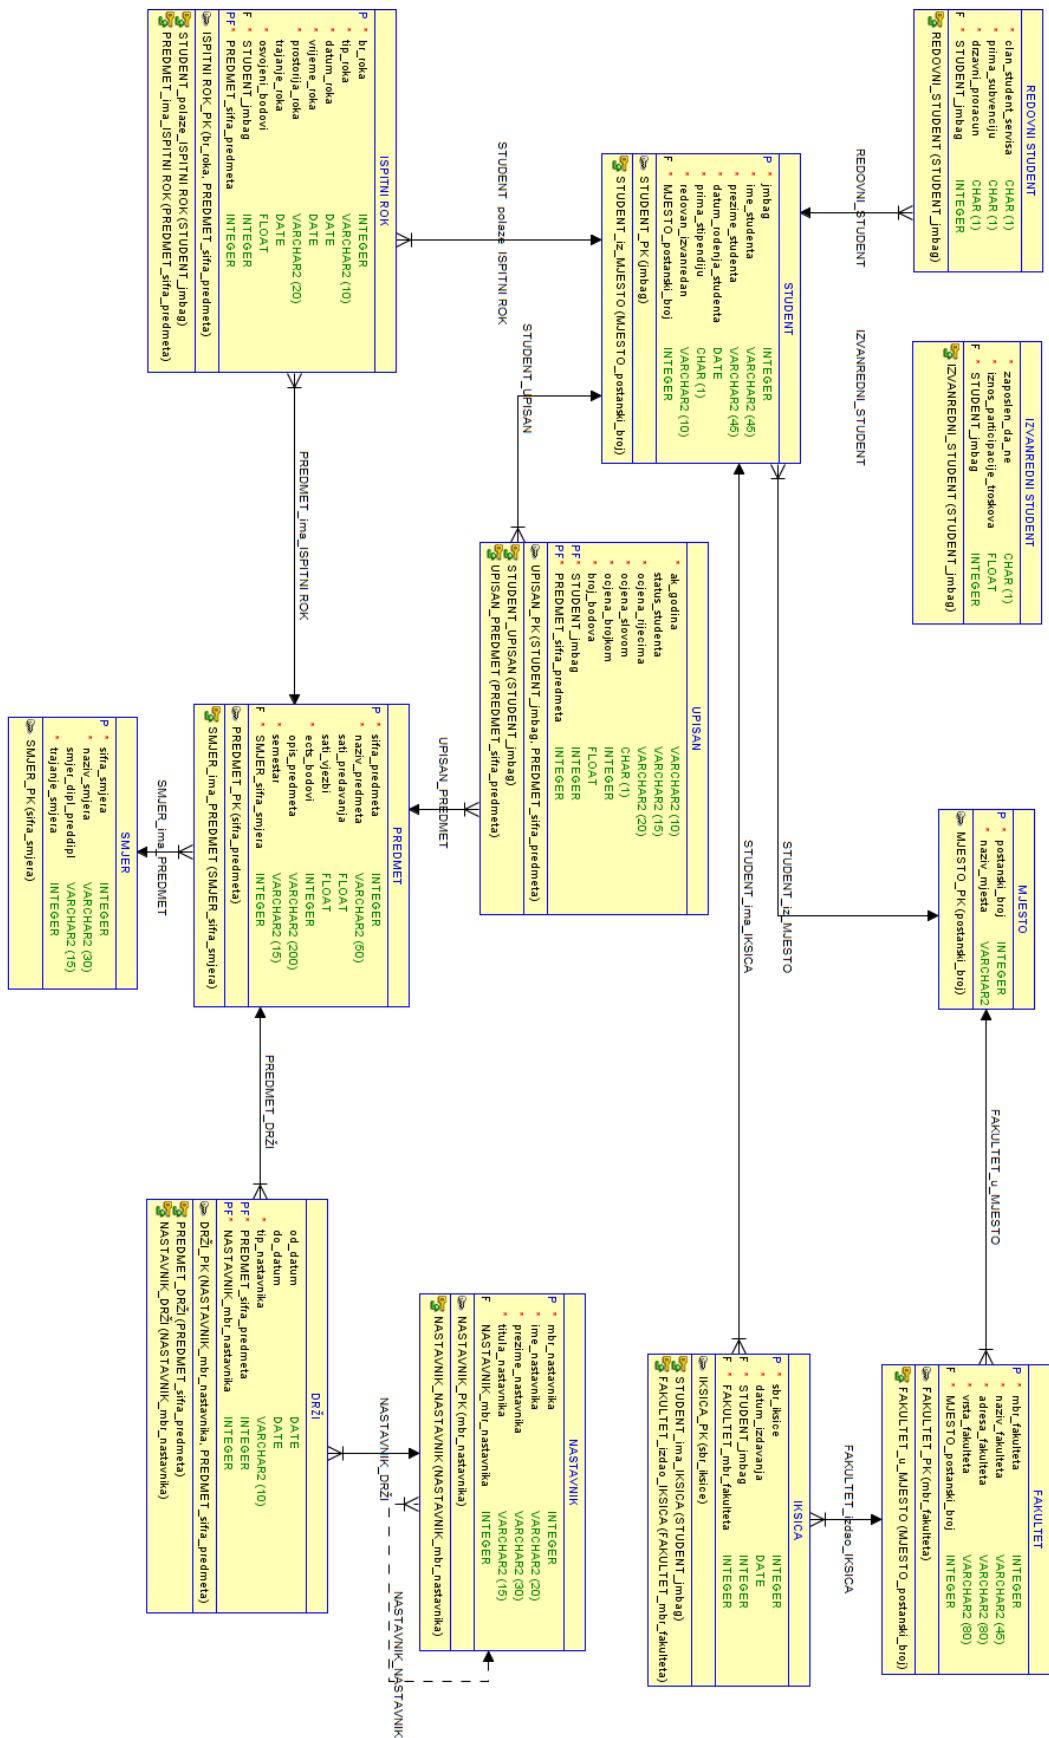 REDOVNI STUDENT
* clan_student_servisa CHAR (1)
* prima_subvenciju CHAR (1)
* drzavni_proracun CHAR (1)
F * STUDENT_jmbag INTEGER
REDOVNI_STUDENT (STUDENT_jmbag)
IZVANREDNI STUDENT
* zaposlen_da_ne CHAR (1)
* iznos_participacije_troskova FLOAT
F * STUDENT_jmbag INTEGER
IZVANREDNI_STUDENT (STUDENT_jmbag)
MJESTO
P * postanski_broj INTEGER
* naziv_mjesta VARCHAR2
MJESTO_PK (postanski_broj)
FAKULTET_u_MJESTO
FAKULTET
P * mbr_fakulteta INTEGER
* naziv_fakulteta VARCHAR2 (45)
* adresa_fakulteta VARCHAR2 (80)
* vrsta_fakulteta VARCHAR2 (80)
F * MJESTO_postanski_broj INTEGER
FAKULTET_PK (mbr_fakulteta)
FAKULTET_u_MJESTO (MJESTO_postanski_broj)
REDOVNI_STUDENT
IZVANREDNI_STUDENT
FAKULTET_izdao_IKSICA
STUDENT
P * jmbag INTEGER
* ime_studenta VARCHAR2 (45)
* prezime_studenta VARCHAR2 (45)
* datum_rodenja_studenta DATE
* prima_stipendiju CHAR (1)
* redovan_izvanredan VARCHAR2 (10)
F * MJESTO_postanski_broj INTEGER
STUDENT_PK (jmbag)
STUDENT_iz_MJESTO (MJESTO_postanski_broj)
STUDENT_iz_MJESTO
STUDENT_ima_IKSICA
IKSICA
P * sbr_iksice INTEGER
* datum_izdavanja DATE
F * STUDENT_jmbag INTEGER
F * FAKULTET_mbr_fakulteta INTEGER
IKSICA_PK (sbr_iksice)
STUDENT_ima_IKSICA (STUDENT_jmbag)
FAKULTET_izdao_IKSICA (FAKULTET_mbr_fakulteta)
UPISAN
* ak_godina VARCHAR2 (10)
* status_studenta VARCHAR2 (15)
* ocjena_rijecima VARCHAR2 (20)
* ocjena_slovom CHAR (1)
* ocjena_brojkom INTEGER
* broj_bodova FLOAT
PF* STUDENT_jmbag INTEGER
PF* PREDMET_sifra_predmeta INTEGER
UPISAN_PK (STUDENT_jmbag, PREDMET_sifra_predmeta)
STUDENT_UPISAN (STUDENT_jmbag)
UPISAN_PREDMET (PREDMET_sifra_predmeta)
STUDENT_UPISAN
STUDENT_polaze_ISPITNI ROK
UPISAN_PREDMET
NASTAVNIK
P * mbr_nastavnika INTEGER
* ime_nastavnika VARCHAR2 (20)
* prezime_nastavnika VARCHAR2 (30)
* titula_nastavnika VARCHAR2 (15)
F NASTAVNIK_mbr_nastavnika INTEGER
NASTAVNIK_PK (mbr_nastavnika)
NASTAVNIK_NASTAVNIK (NASTAVNIK_mbr_nastavnika)
NASTAVNIK_DRŽI
NASTAVNIK_NASTAVNIK
ISPITNI ROK
P * br_roka INTEGER
* tip_roka VARCHAR2 (10)
* datum_roka DATE
* vrijeme_roka DATE
* prostorija_roka VARCHAR2 (20)
* trajanje_roka DATE
* osvojeni_bodovi FLOAT
F * STUDENT_jmbag INTEGER
PF* PREDMET_sifra_predmeta INTEGER
ISPITNI ROK_PK (br_roka, PREDMET_sifra_predmeta)
STUDENT_polaze_ISPITNI ROK (STUDENT_jmbag)
PREDMET_ima_ISPITNI ROK (PREDMET_sifra_predmeta)
PREDMET_ima_ISPITNI ROK
PREDMET
P * sifra_predmeta INTEGER
* naziv_predmeta VARCHAR2 (50)
* sati_predavanja FLOAT
* sati_vjezbi FLOAT
* ects_bodovi INTEGER
* opis_predmeta VARCHAR2 (200)
* semestar VARCHAR2 (15)
F * SMJER_sifra_smjera INTEGER
PREDMET_PK (sifra_predmeta)
SMJER_ima_PREDMET (SMJER_sifra_smjera)
PREDMET_DRŽI
DRŽI
od_datum DATE
do_datum DATE
* tip_nastavnika VARCHAR2 (10)
PF* PREDMET_sifra_predmeta INTEGER
PF* NASTAVNIK_mbr_nastavnika INTEGER
DRŽI_PK (NASTAVNIK_mbr_nastavnika, PREDMET_sifra_predmeta)
PREDMET_DRŽI (PREDMET_sifra_predmeta)
NASTAVNIK_DRŽI (NASTAVNIK_mbr_nastavnika)
SMJER_ima_PREDMET
SMJER
P * sifra_smjera INTEGER
* naziv_smjera VARCHAR2 (30)
* smjer_dipl_preddipl VARCHAR2 (15)
* trajanje_smjera INTEGER
SMJER_PK (sifra_smjera)